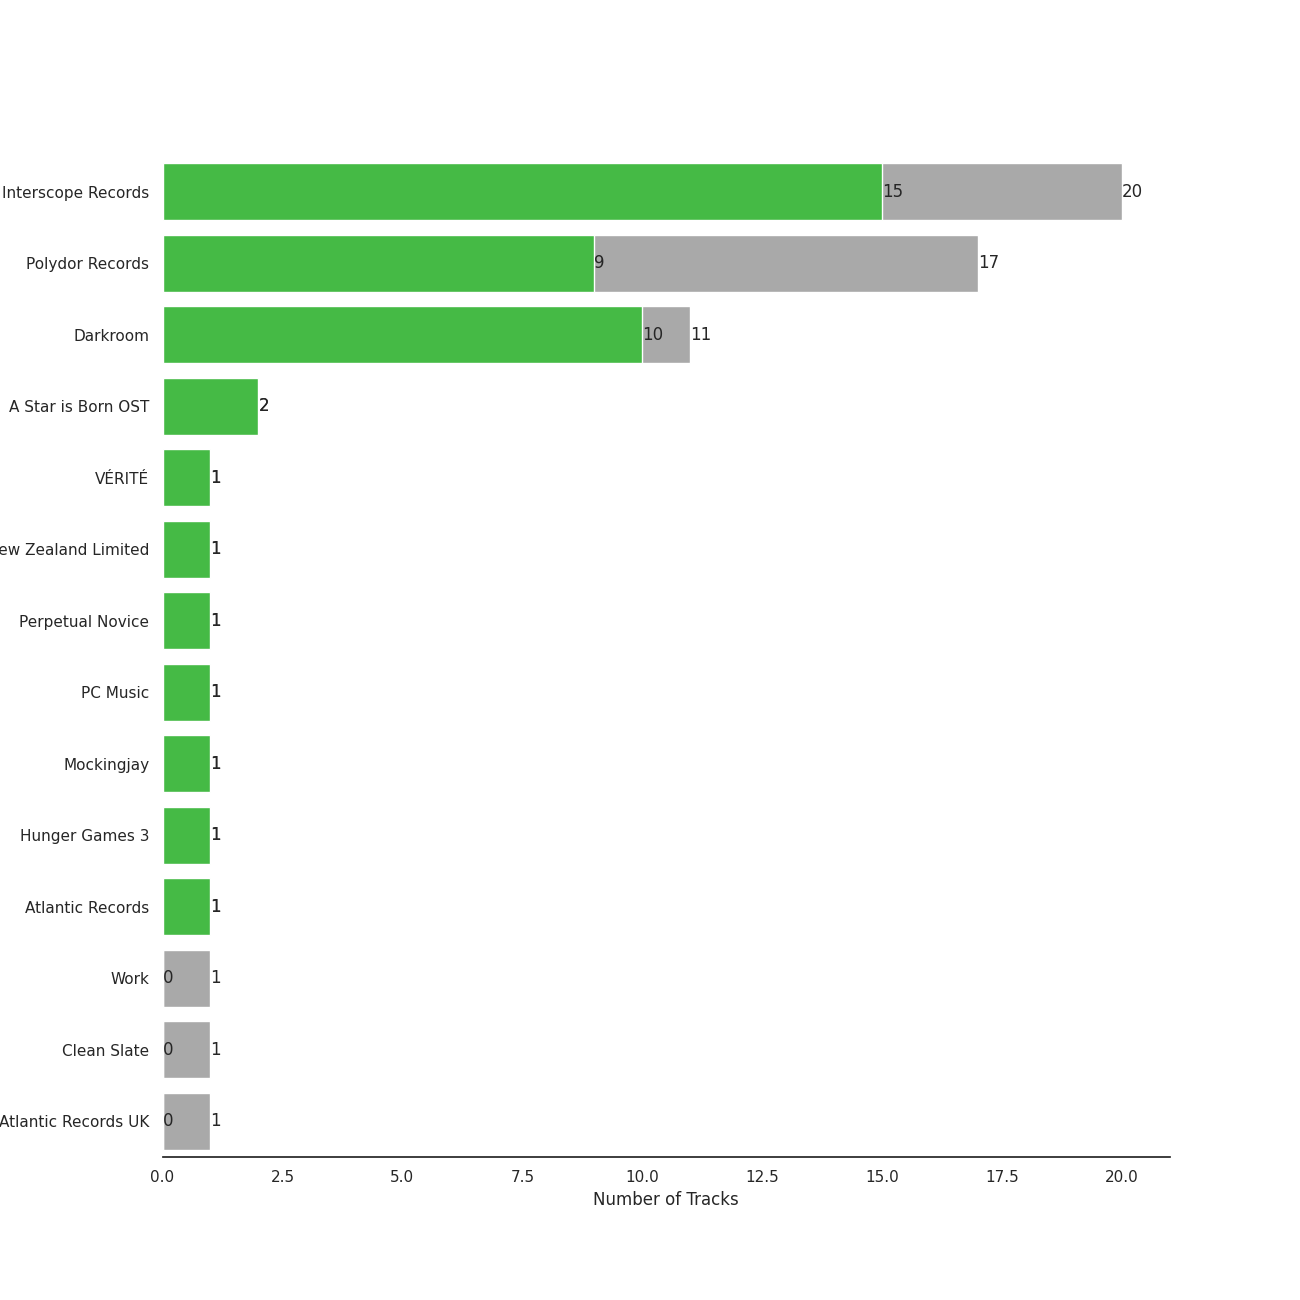 Interscope Records 15 20
Polydor Records 9 17
Darkroom 10 11
A Star is Born OST 2
VÉRITÉ 1
Zealand Limited 1
Perpetual Novice 1
PC Music 1
Mockingjay 1
Hunger Games 3 1
Atlantic Records 1
Work 0 1
Clean Slate 0 1
Atlantic Records UK 0 1
0.0 2.5 5.0 7.5 10.0 12.5 15.0 17.5 20.0
Number of Tracks